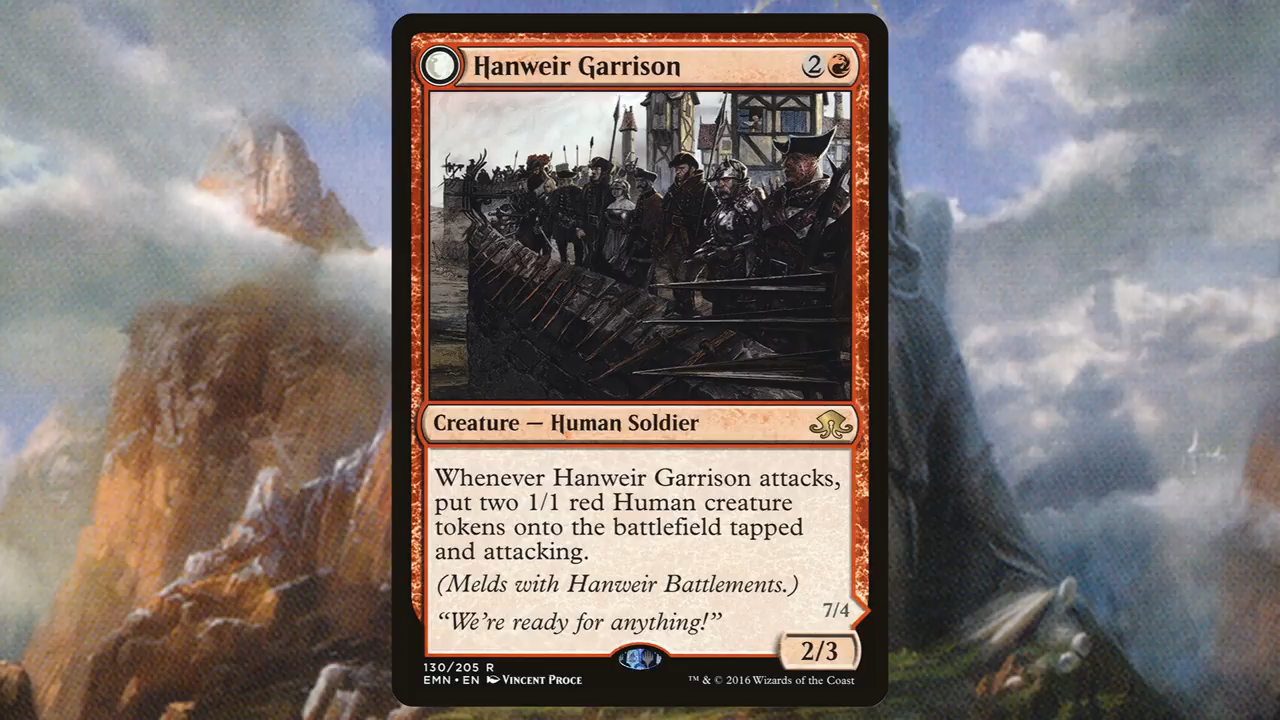 Hanweir Garrison 2
Creature — Human Soldier
Whenever Hanweir Garrison attacks,
put two 1/1 red Human creature
tokens onto the battlefield tapped
and attacking.
(Melds with Hanweir Battlements.)
7/4
“We’re ready for anything!”
2/3
130/205 R
EMN • EN Vincent Proce
™ & © 2016 Wizards of the Coast